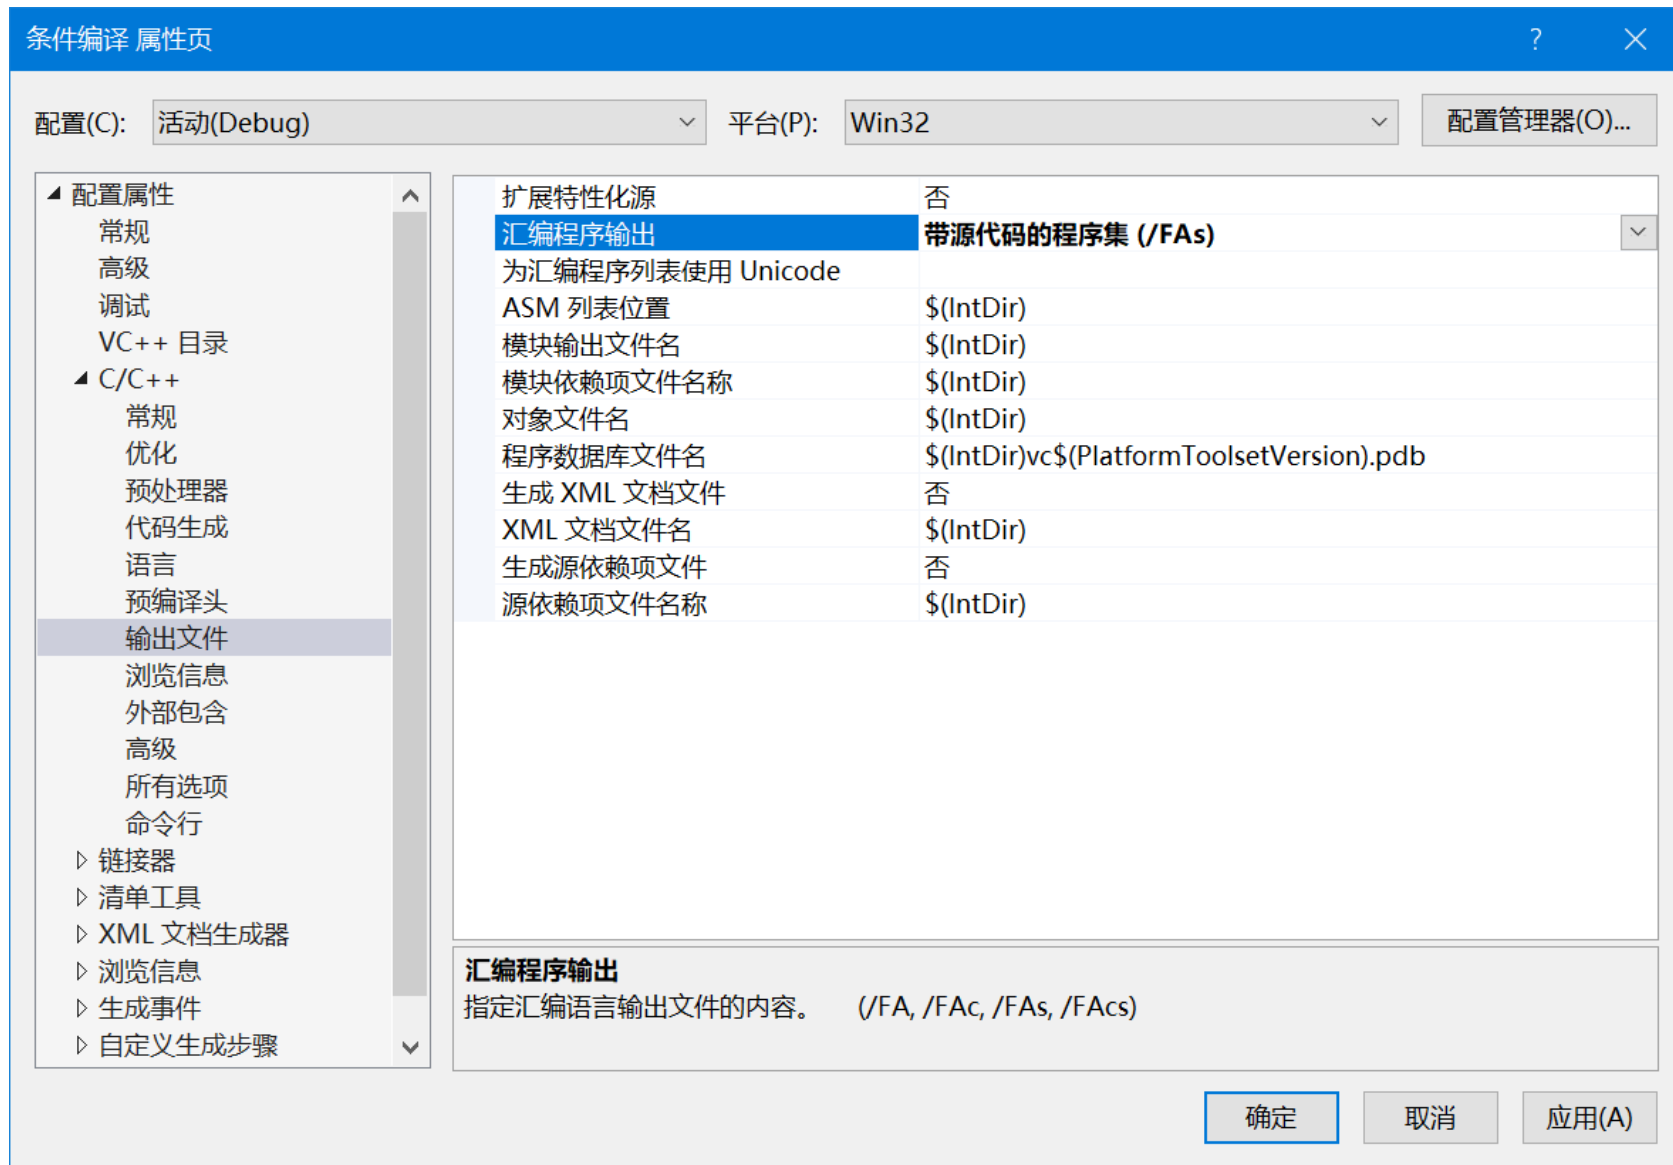 条件编译 属性页
配置(C): 活动(Debug) 平台(P): Win32 配置管理器(O)...
配置属性
常规
高级
调试
VC++ 目录
C/C++
常规
优化
预处理器
代码生成
语言
预编译头
输出文件
浏览信息
外部包含
高级
所有选项
命令行
链接器
清单工具
XML 文档生成器
浏览信息
生成事件
自定义生成步骤
扩展特性化源 否
汇编程序输出 带源代码的程序集 (/FAs)
为汇编程序列表使用 Unicode
ASM 列表位置 $(IntDir)
模块输出文件名 $(IntDir)
模块依赖项文件名称 $(IntDir)
对象文件名 $(IntDir)
程序数据库文件名 $(IntDir)vc$(PlatformToolsetVersion).pdb
生成 XML 文档文件 否
XML 文档文件名 $(IntDir)
生成源依赖项文件 否
源依赖项文件名称 $(IntDir)
汇编程序输出
指定汇编语言输出文件的内容。 (/FA, /FAc, /FAs, /FAcs)
确定 取消 应用(A)